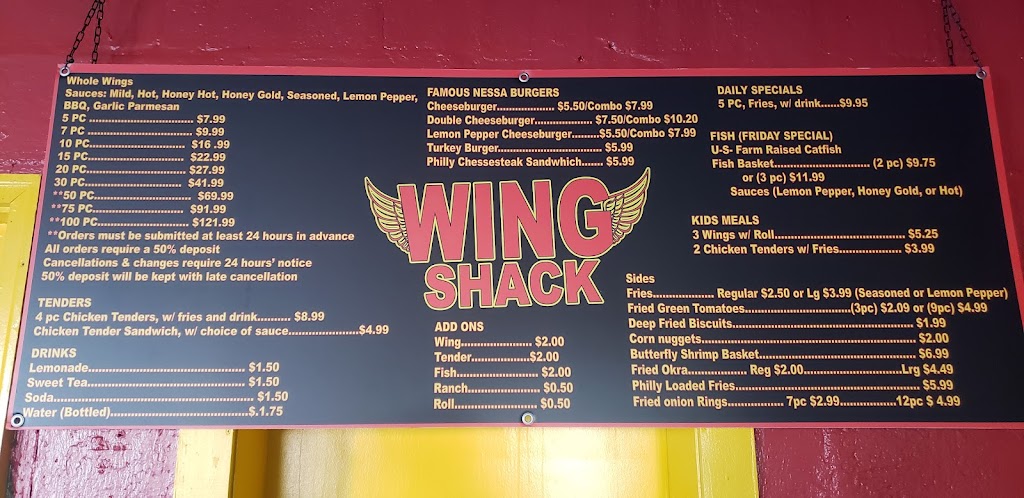 Whole Wings
Sauces: Mild, Hot, Honey Hot, Honey Gold, Seasoned, Lemon Pepper,
BBQ, Garlic Parmesan
5 PC ............................ $7.99
7 PC ............................ $9.99
10 PC........................... $16 .99
15 PC.......................... $22.99
20 PC.......................... $27.99
30 PC.......................... $41.99
**50 PC........................ $69.99
**75 PC........................ $91.99
**100 PC...................... $121.99
**Orders must be submitted at least 24 hours in advance
All orders require a 50% deposit
Cancellations & changes require 24 hours' notice
50% deposit will be kept with late cancellation
TENDERS
4 pc Chicken Tenders, w/ fries and drink.......... $8.99
Chicken Tender Sandwich, w/ choice of sauce.....................$4.99
DRINKS
Lemonade............................................... $1.50
Sweet Tea............................................... $1.50
Soda........................................................ $1.50
Water (Bottled).........................................$.1.75
FAMOUS NESSA BURGERS
Cheeseburger................. $5.50/Combo $7.99
Double Cheeseburger.................$7.50/Combo $10.20
Lemon Pepper Cheeseburger........$5.50/Combo $7.99
Turkey Burger............................... $5.99
Philly Chessesteak Sandwhich....... $5.99
WING
SHACK
ADD ONS
Wing..................... $2.00
Tender.................$2.00
Fish........................ $2.00
Ranch.................... $0.50
Roll......................... $0.50
DAILY SPECIALS
5 PC, Fries, w/ drink......$9.95
FISH (FRIDAY SPECIAL)
U-S- Farm Raised Catfish
Fish Basket............................ (2 pc) $9.75
or (3 pc) $11.99
Sauces (Lemon Pepper, Honey Gold, or Hot)
KIDS MEALS
3 Wings w/ Roll...................................... $5.25
2 Chicken Tenders w/ Fries.................. $3.99
Sides
Fries.................. Regular $2.50 or Lg $3.99 (Seasoned or Lemon Pepper)
Fried Green Tomatoes...............................(3pc) $2.09 or (9pc) $4.99
Deep Fried Biscuits..................................................... $1.99
Corn nuggets............................................................... $2.00
Butterfly Shrimp Basket.............................................. $6.99
Fried Okra.................. Reg $2.00.............................Lrg $4.49
Philly Loaded Fries...................................................... $5.99
Fried onion Rings................ 7pc $2.99.................12pc $ 4.99